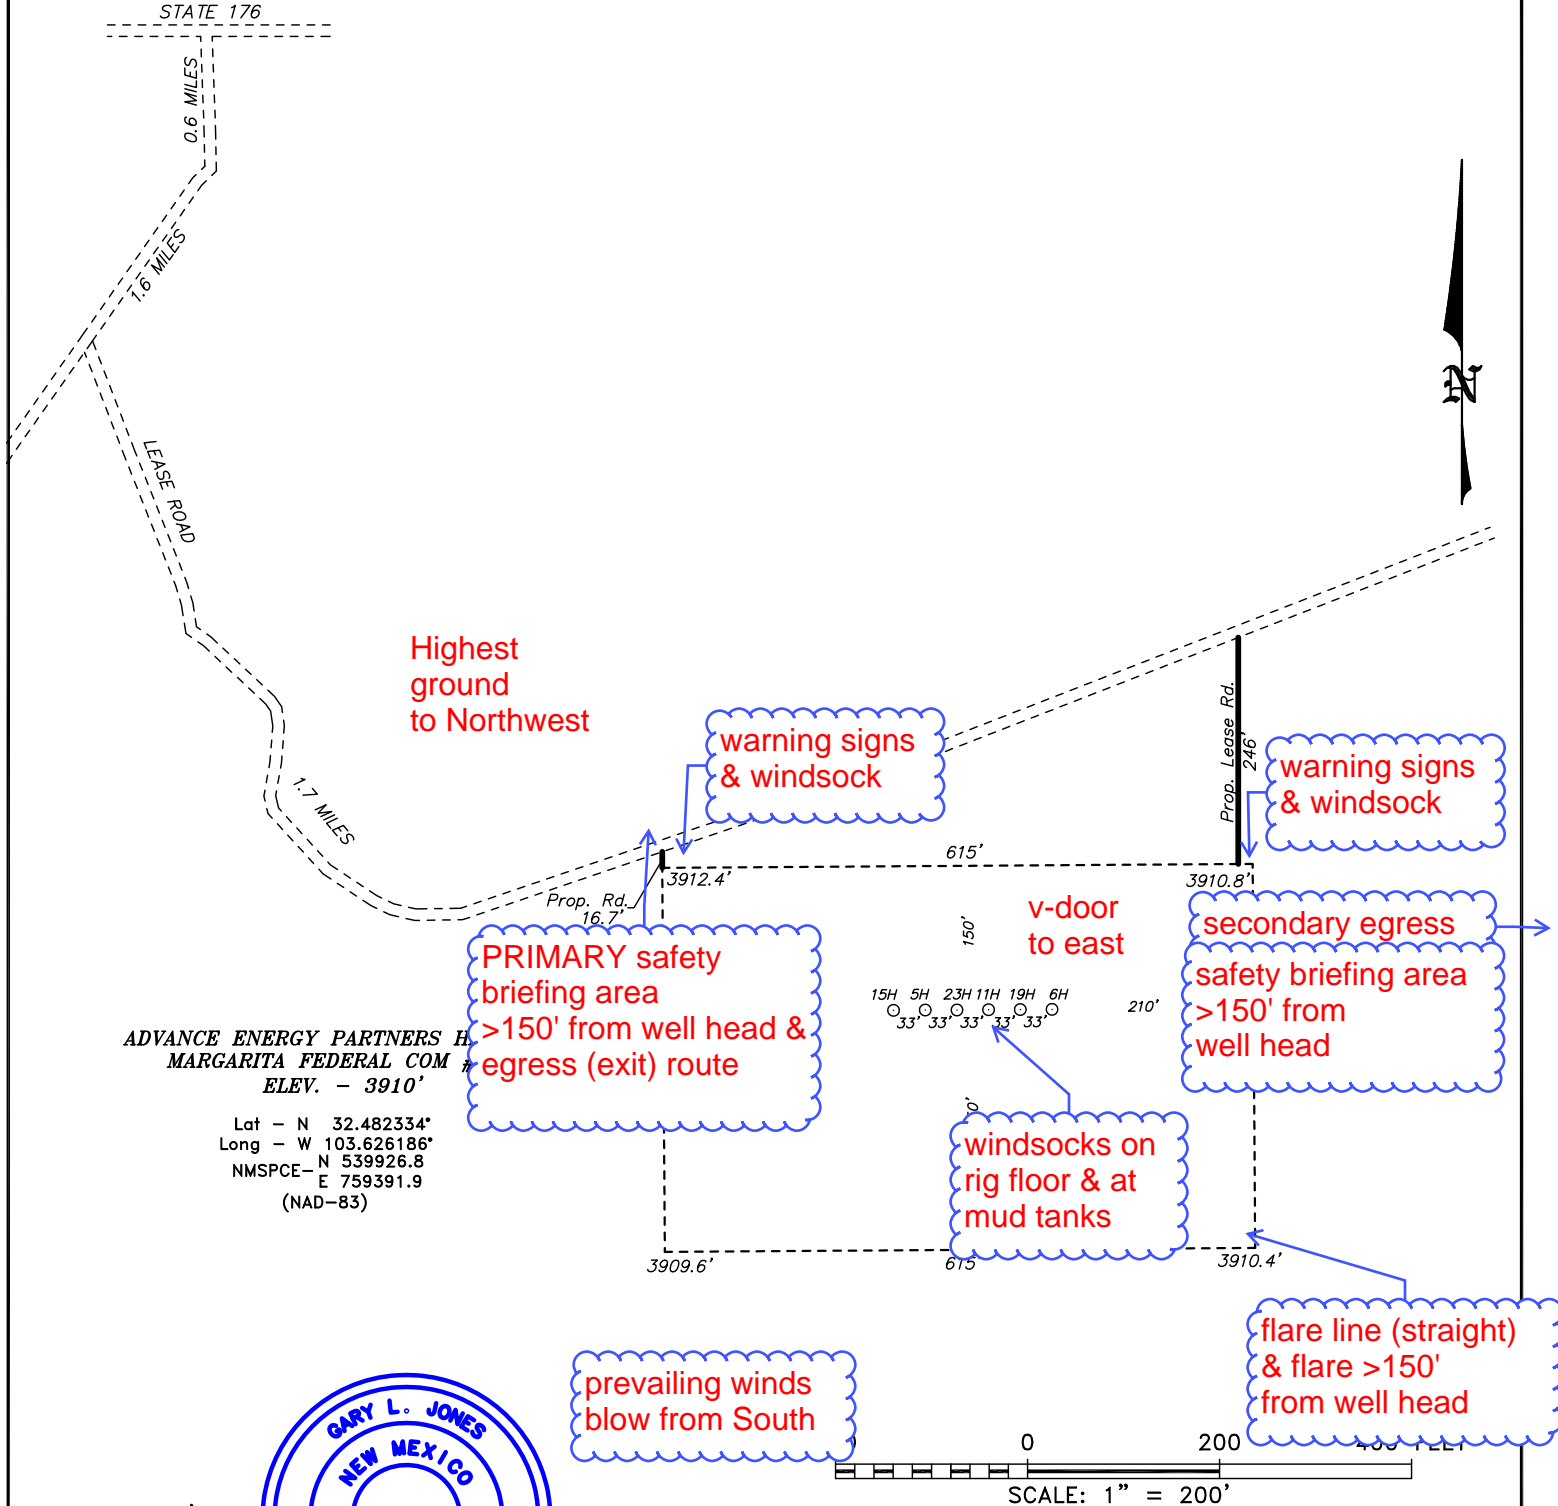 STATE 176
0.6 MILES
1.6 MILES
LEASE ROAD
1.7 MILES
N
Highest
ground
to Northwest
warning signs
& windsock
Prop. Lease Rd.
246'
warning signs
& windsock
615'
3912.4'
3910.8'
Prop. Rd.
16.7'
150'
v-door
to east
secondary egress
safety briefing area
>150' from
well head
PRIMARY safety
briefing area
>150' from well head &
egress (exit) route
15H 5H 23H 11H 19H 6H
33' 33' 33' 33' 33'
210'
ADVANCE ENERGY PARTNERS
MARGARITA FEDERAL COM
ELEV. - 3910'
Lat - N 32.482334°
Long - W 103.626186°
NMSPCE- N 539926.8
E 759391.9
(NAD-83)
windsocks on
rig floor & at
mud tanks
3909.6'
615'
3910.4'
flare line (straight)
& flare >150'
from well head
prevailing winds
blow from South
GARY L. JONES
NEW MEXICO
0 200
SCALE: 1" = 200'